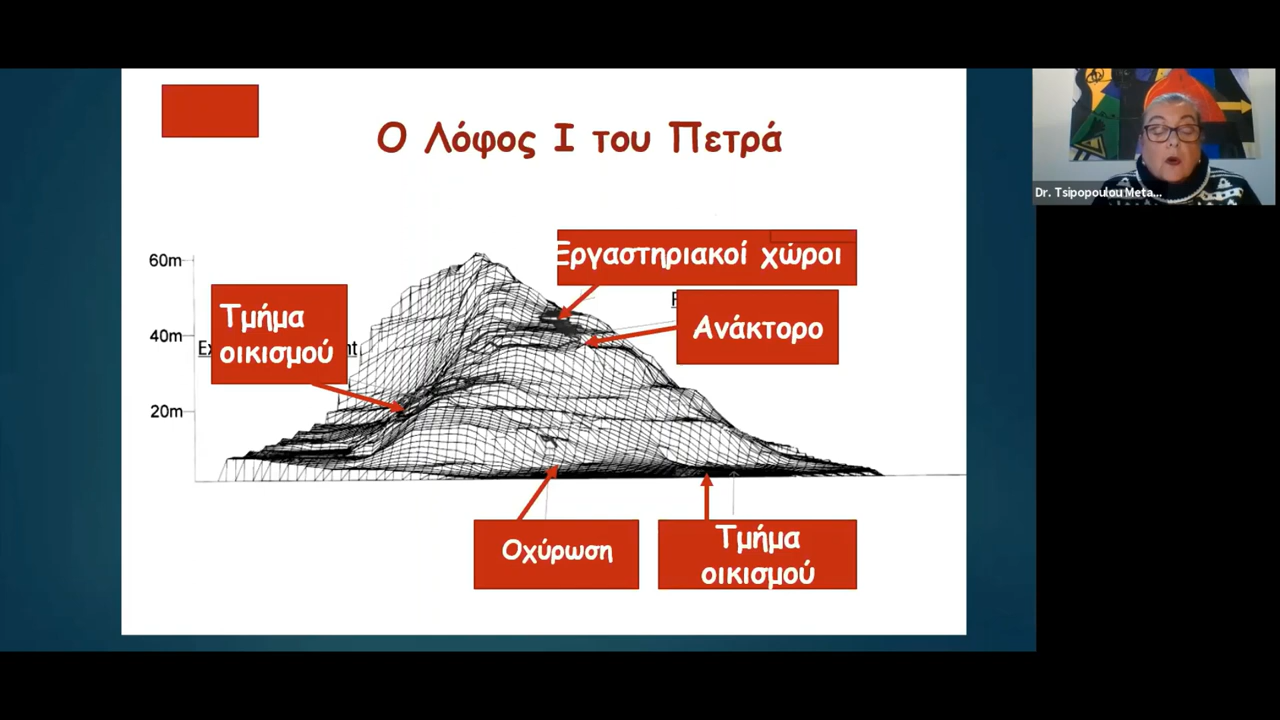 Ο Λόφος Ι του Πετρά
Εργαστηριακοί χώροι
60m
Τμήμα
οικισμού
Ανάκτορο
40m
20m
Οχύρωση
Τμήμα
οικισμού
Dr. Tsipopoulou Meta...